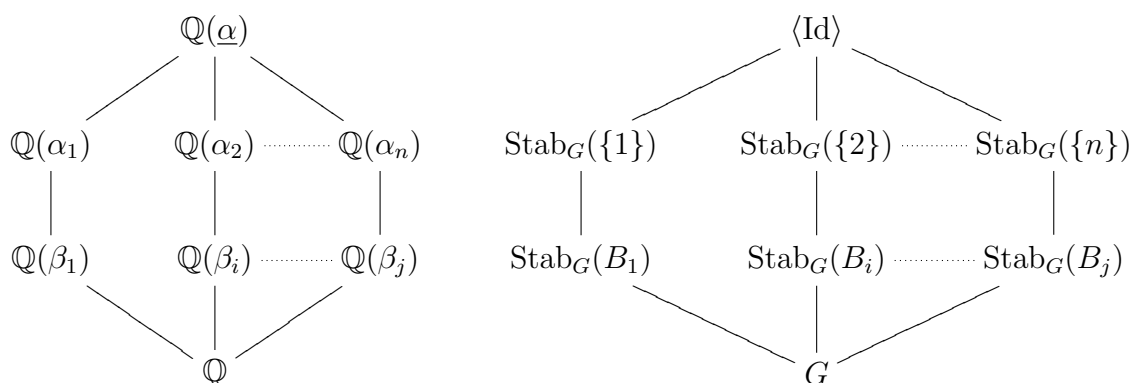 ℚ(α̲) ⟨Id⟩
ℚ(α₁) ℚ(α₂) ℚ(αₙ) Stab_G({1}) Stab_G({2}) Stab_G({n})
ℚ(β₁) ℚ(βᵢ) ℚ(βⱼ) Stab_G(B₁) Stab_G(Bᵢ) Stab_G(Bⱼ)
ℚ G